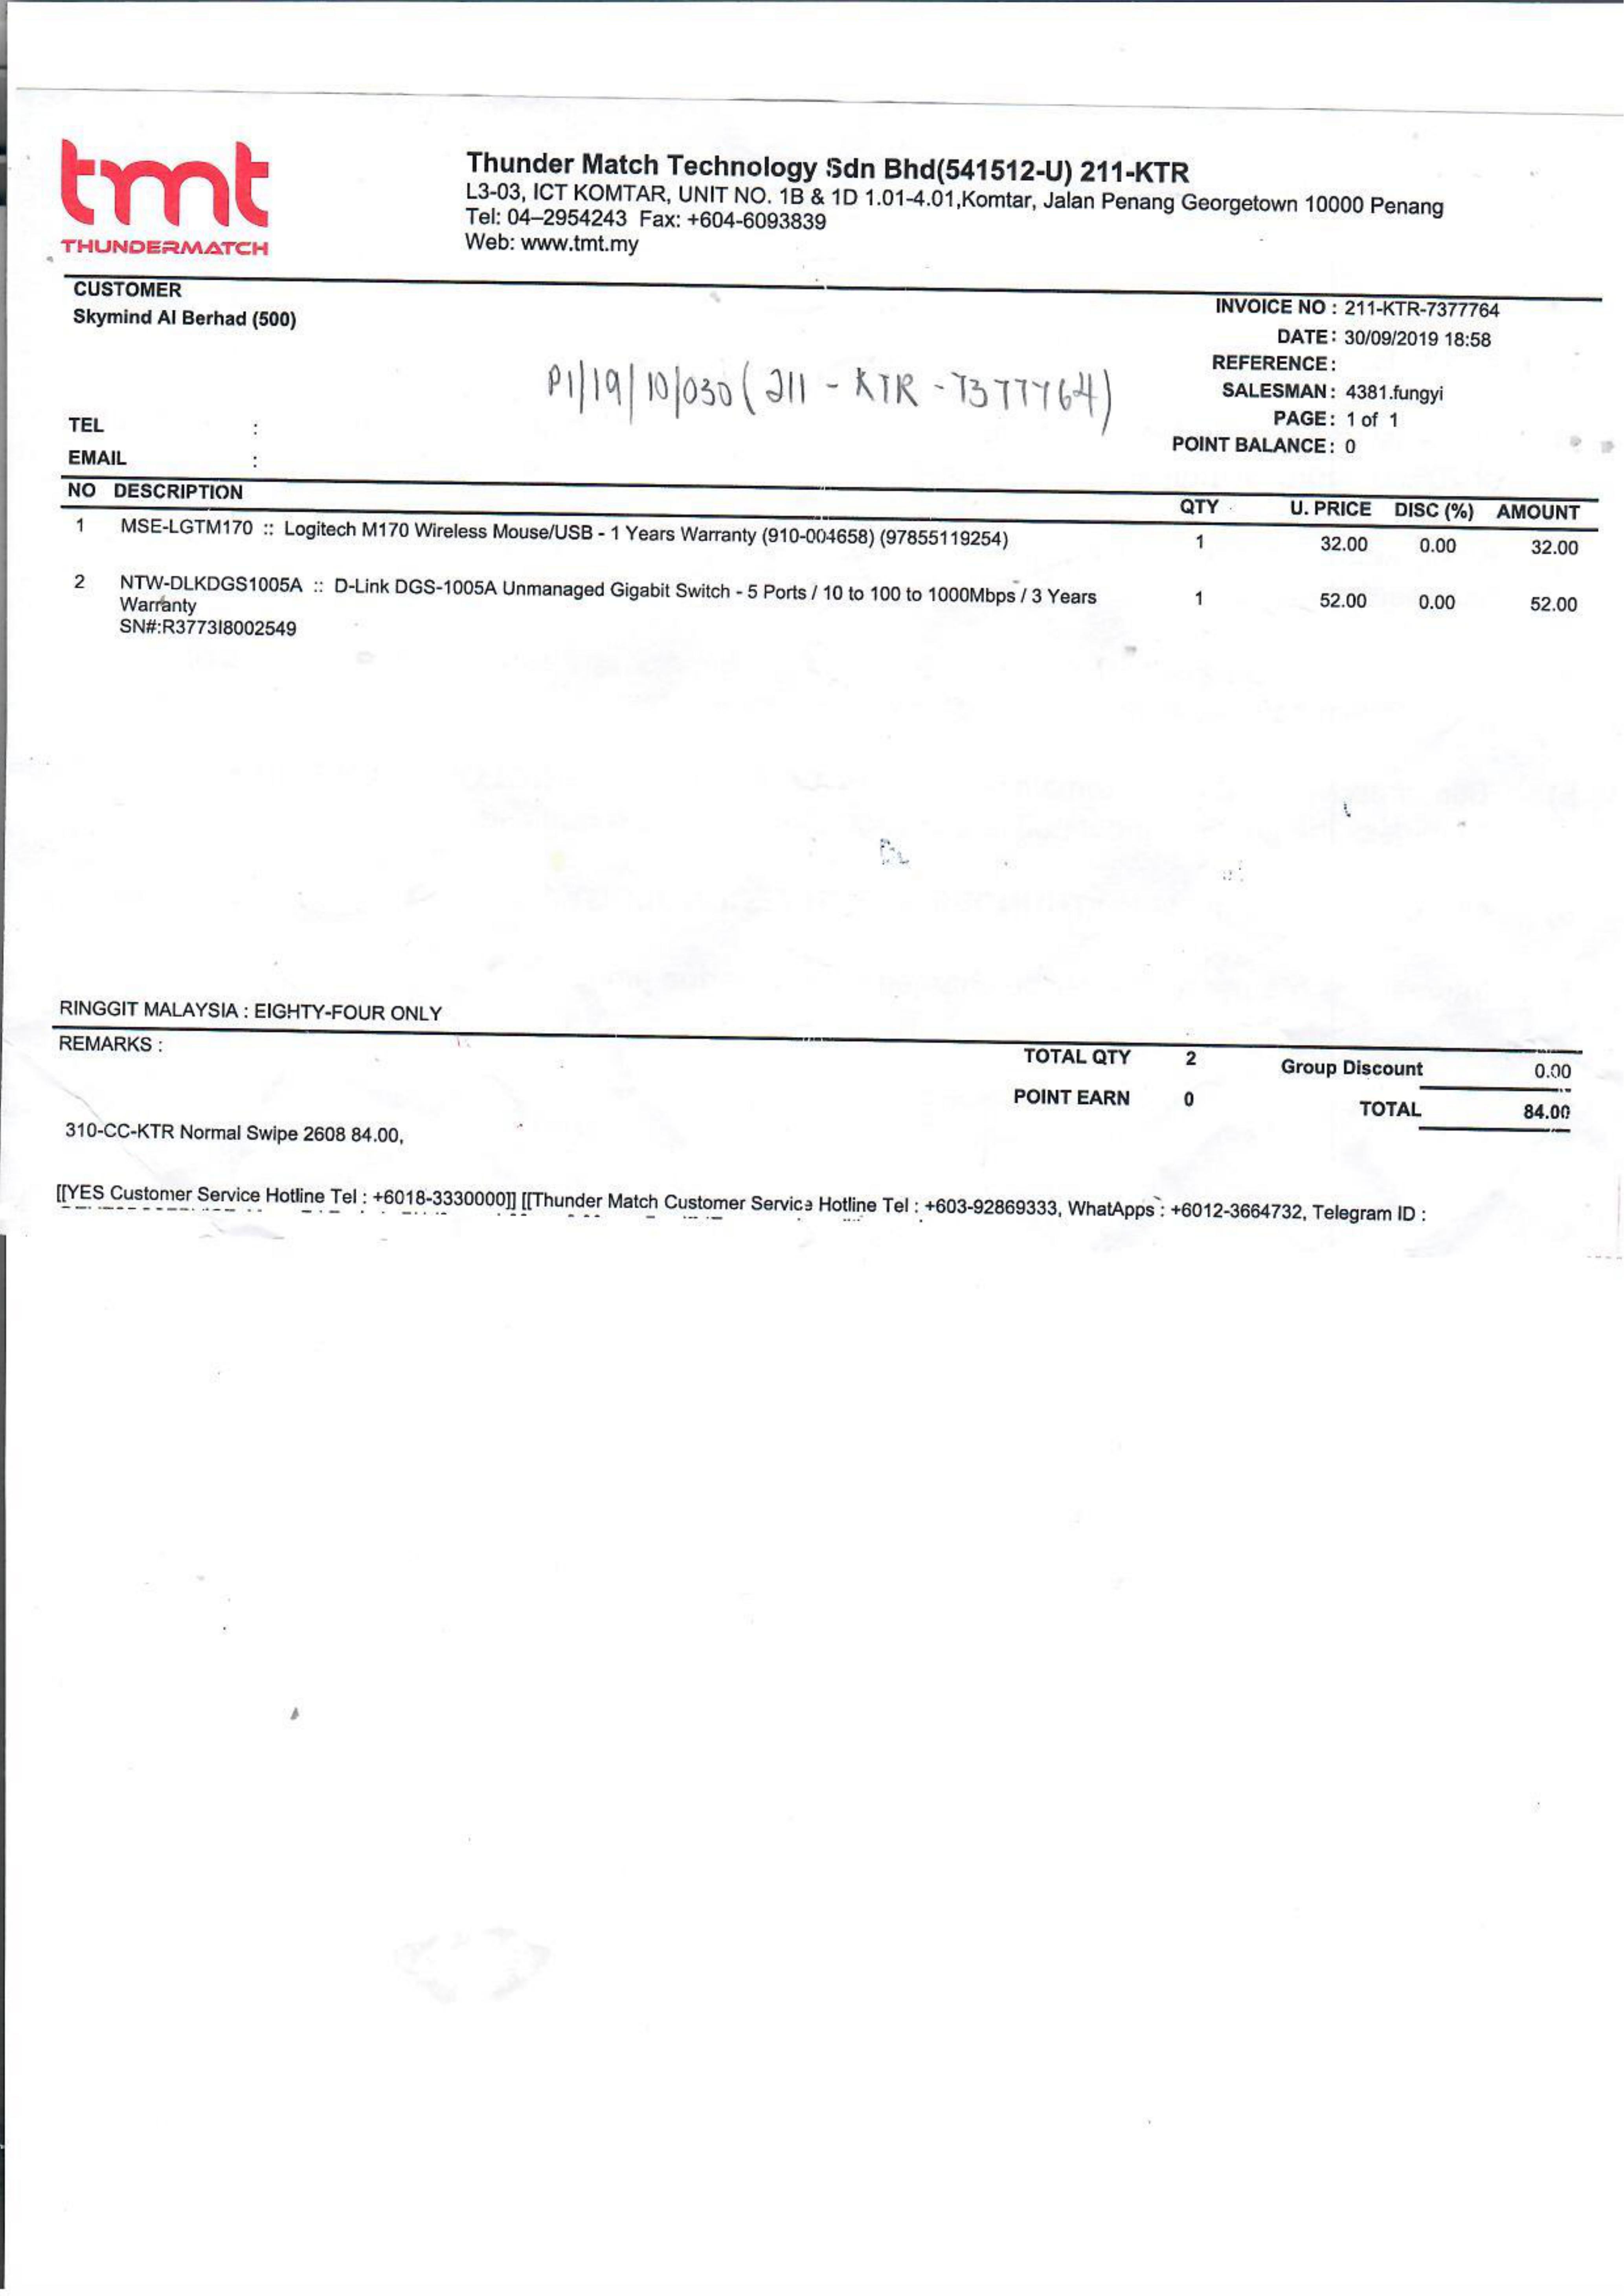 tmt
THUNDERMATCH
Thunder Match Technology Sdn Bhd(541512-U) 211-KTR
L3-03, ICT KOMTAR, UNIT NO. 1B & 1D 1.01-4.01,Komtar, Jalan Penang Georgetown 10000 Penang
Tel: 04–2954243 Fax: +604-6093839
Web: www.tmt.my
CUSTOMER
Skymind AI Berhad (500)
INVOICE NO : 211-KTR-7377764
DATE: 30/09/2019 18:58
REFERENCE:
SALESMAN: 4381.fungyi
PAGE: 1 of 1
POINT BALANCE: 0
PI/19/10/030 (211 - KTR - 7377764)
TEL :
EMAIL :
NO DESCRIPTION QTY U. PRICE DISC (%) AMOUNT
1 MSE-LGTM170 :: Logitech M170 Wireless Mouse/USB - 1 Years Warranty (910-004658) (97855119254) 1 32.00 0.00 32.00
2 NTW-DLKDGS1005A :: D-Link DGS-1005A Unmanaged Gigabit Switch - 5 Ports / 10 to 100 to 1000Mbps / 3 Years 1 52.00 0.00 52.00
Warranty
SN#:R3773I8002549
RINGGIT MALAYSIA : EIGHTY-FOUR ONLY
REMARKS :
TOTAL QTY 2 Group Discount 0.00
POINT EARN 0 TOTAL 84.00
310-CC-KTR Normal Swipe 2608 84.00,
[[YES Customer Service Hotline Tel : +6018-3330000]] [[Thunder Match Customer Service Hotline Tel : +603-92869333, WhatApps : +6012-3664732, Telegram ID :